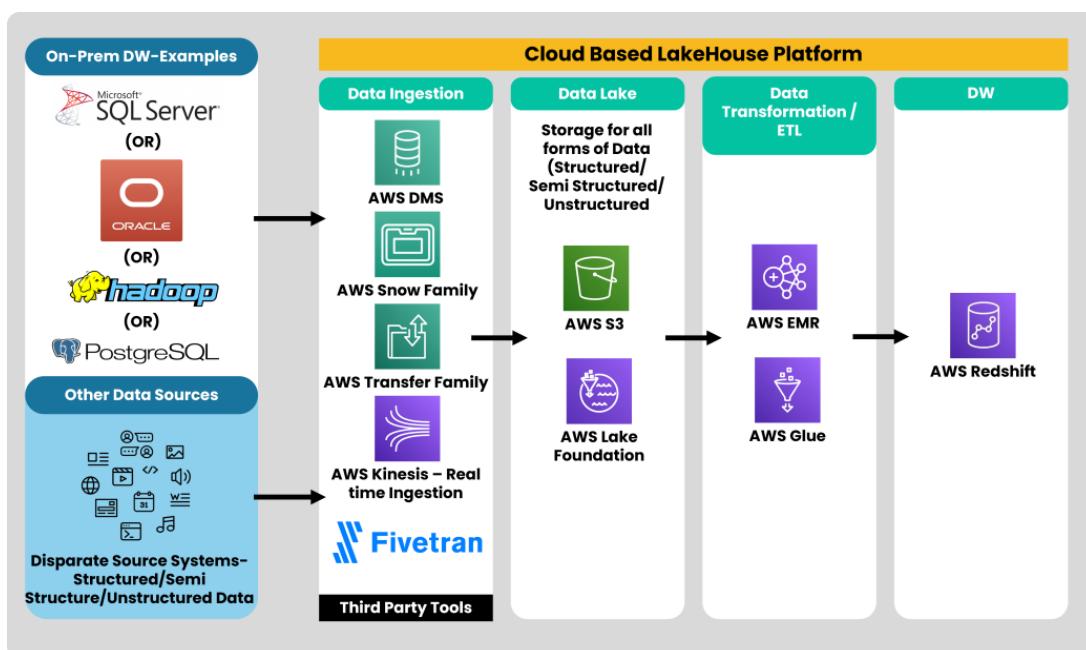 On-Prem DW-Examples
Microsoft®
SQL Server
(OR)
ORACLE
(OR)
hadoop
(OR)
PostgreSQL
Other Data Sources
31
W
Disparate Source Systems-
Structured/Semi
Structure/Unstructured Data
Cloud Based LakeHouse Platform
Data Ingestion
AWS DMS
AWS Snow Family
AWS Transfer Family
AWS Kinesis – Real
time Ingestion
Fivetran
Third Party Tools
Data Lake
Storage for all
forms of Data
(Structured/
Semi Structured/
Unstructured
AWS S3
AWS Lake
Foundation
Data
Transformation /
ETL
AWS EMR
AWS Glue
DW
AWS Redshift